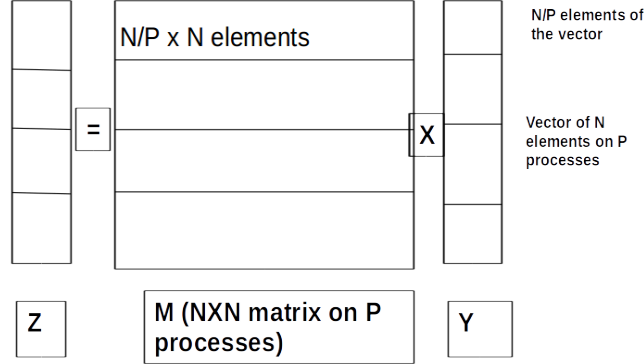 N/P x N elements
N/P elements of
the vector
=
X
Vector of N
elements on P
processes
Z
M (NXN matrix on P
processes)
Y